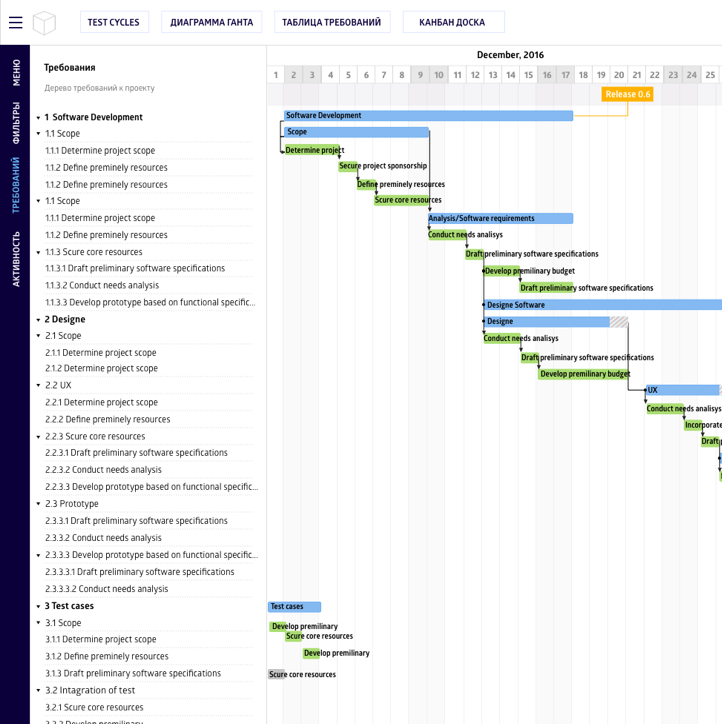 TEST CYCLES
ДИАГРАММА ГАНТА
ТАБЛИЦА ТРЕБОВАНИЙ
КАНБАН ДОСКА
МЕНЮ
ФИЛЬТРЫ
ТРЕБОВАНИЙ
АКТИВНОСТЬ
Требования
Дерево требований к проекту
1 Software Development
1.1 Scope
1.1.1 Determine project scope
1.1.2 Define preminely resources
1.1.2 Define preminely resources
1.1 Scope
1.1.1 Determine project scope
1.1.2 Define preminely resources
1.1.3 Scure core resources
1.1.3.1 Draft preliminary software specifications
1.1.3.2 Conduct needs analysis
1.1.3.3 Develop prototype based on functional specific...
2 Designe
2.1 Scope
2.1.1 Determine project scope
2.1.2 Determine project scope
2.2 UX
2.2.1 Determine project scope
2.2.2 Define preminely resources
2.2.3 Scure core resources
2.2.3.1 Draft preliminary software specifications
2.2.3.2 Conduct needs analysis
2.2.3.3 Develop prototype based on functional specific...
2.3 Prototype
2.3.3.1 Draft preliminary software specifications
2.3.3.2 Conduct needs analysis
2.3.3.3 Develop prototype based on functional specific...
2.3.3.3.1 Draft preliminary software specifications
2.3.3.3.2 Conduct needs analysis
3 Test cases
3.1 Scope
3.1.1 Determine project scope
3.1.2 Define preminely resources
3.1.3 Draft preliminary software specifications
3.2 Intagration of test
3.2.1 Scure core resources
December, 2016
1 2 3 4 5 6 7 8 9 10 11 12 13 14 15 16 17 18 19 20 21 22 23 24 25
Release 0.6
Software Development
Scope
Determine project
Secure project sponsorship
Define preminely resources
Scure core resources
Analysis/Software requirements
Conduct needs analisys
Draft preliminary software specifications
Develop premilinary budget
Draft preliminary software specifications
Designe Software
Designe
Conduct needs analisys
Draft preliminary software specifications
Develop premilinary budget
UX
Conduct needs analisys
Incorporate
Draft
Test cases
Develop premilinary
Scure core resources
Develop premilinary
Scure core resources